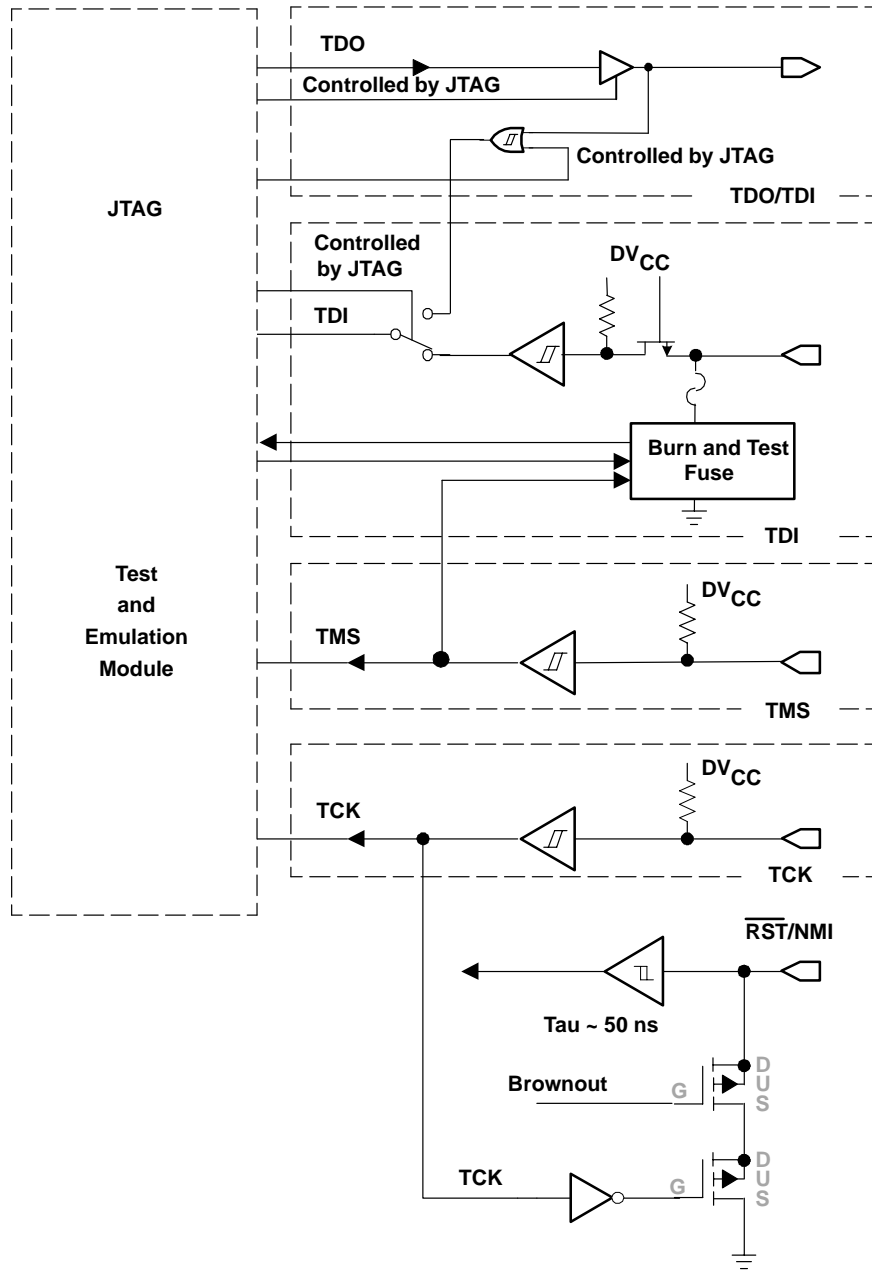 TDO
Controlled by JTAG
Controlled by JTAG
TDO/TDI
JTAG
Controlled
by JTAG
TDI
DVCC
Burn and Test
Fuse
TDI
Test
and
Emulation
Module
TMS
DVCC
TMS
TCK
DVCC
TCK
RST/NMI
Tau ~ 50 ns
Brownout
G
D
U
S
TCK
G
D
U
S